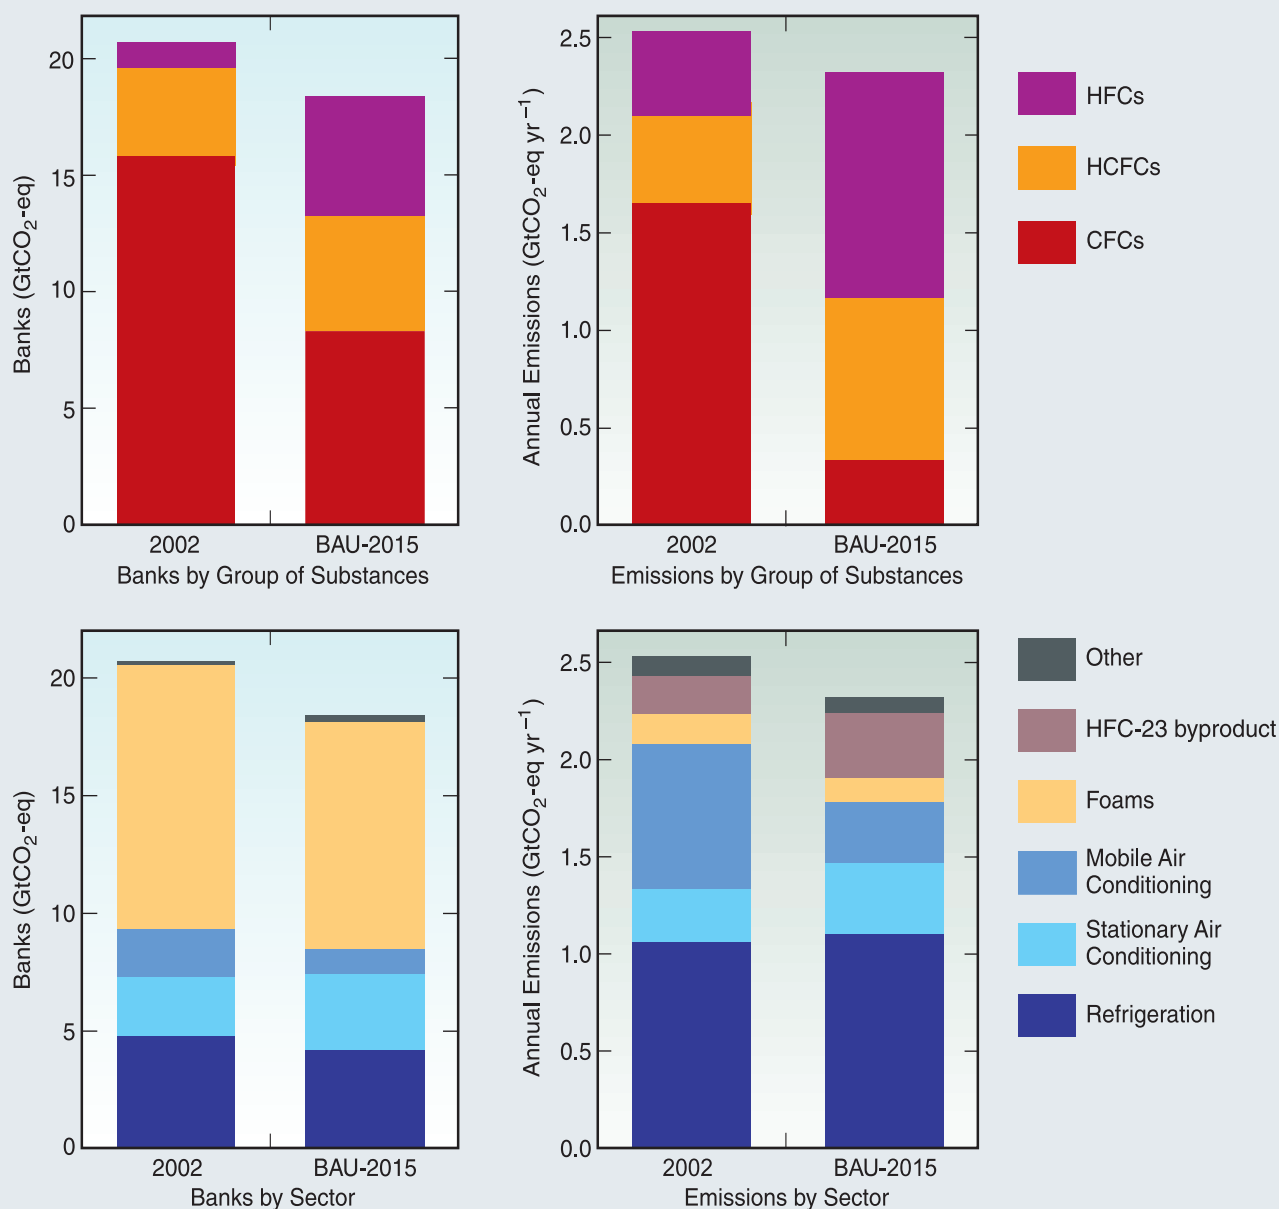 Banks (GtCO₂-eq)
20
15
10
5
0
2002
BAU-2015
Banks by Group of Substances
Annual Emissions (GtCO₂-eq yr⁻¹)
2.5
2.0
1.5
1.0
0.5
0.0
2002
BAU-2015
Emissions by Group of Substances
HFCs
HCFCs
CFCs
Banks (GtCO₂-eq)
20
15
10
5
0
2002
BAU-2015
Banks by Sector
Annual Emissions (GtCO₂-eq yr⁻¹)
2.5
2.0
1.5
1.0
0.5
0.0
2002
BAU-2015
Emissions by Sector
Other
HFC-23 byproduct
Foams
Mobile Air
Conditioning
Stationary Air
Conditioning
Refrigeration